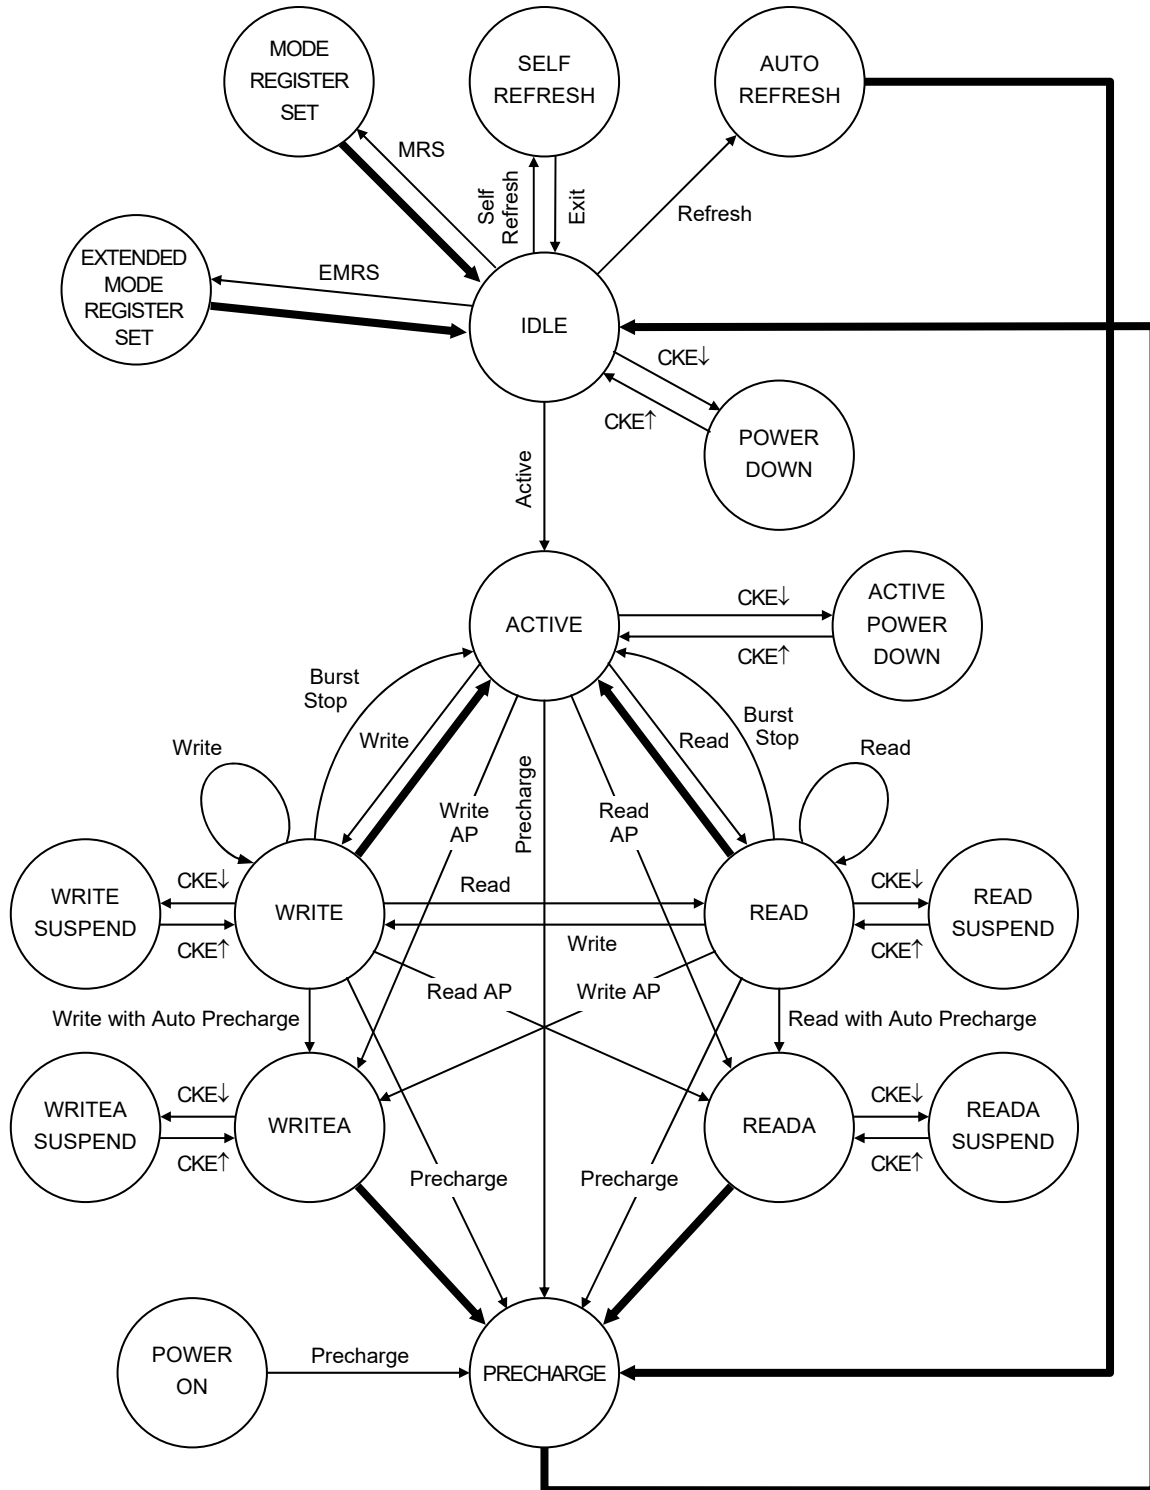 MODE
REGISTER
SET
SELF
REFRESH
AUTO
REFRESH
MRS
Self
Refresh
Exit
Refresh
EXTENDED
MODE
REGISTER
SET
EMRS
IDLE
CKE↓
CKE↑
POWER
DOWN
Active
ACTIVE
CKE↓
CKE↑
ACTIVE
POWER
DOWN
Burst
Stop
Write
Write
Write
AP
Precharge
Read
AP
Read
Burst
Stop
Read
WRITE
SUSPEND
CKE↓
CKE↑
WRITE
Read
Write
READ
CKE↓
CKE↑
READ
SUSPEND
Read AP
Write AP
Write with Auto Precharge
Read with Auto Precharge
WRITEA
SUSPEND
CKE↓
CKE↑
WRITEA
READA
CKE↓
CKE↑
READA
SUSPEND
Precharge
Precharge
POWER
ON
Precharge
PRECHARGE